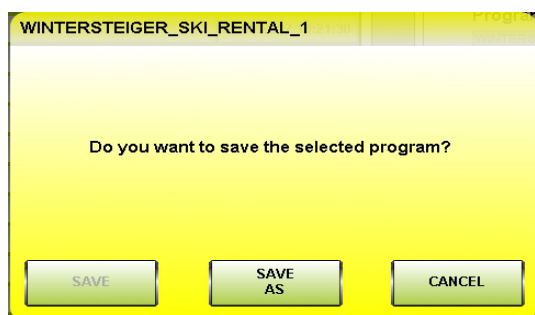 WINTERSTEIGER_SKI_RENTAL_1
Do you want to save the selected program?
SAVE
SAVE
AS
CANCEL